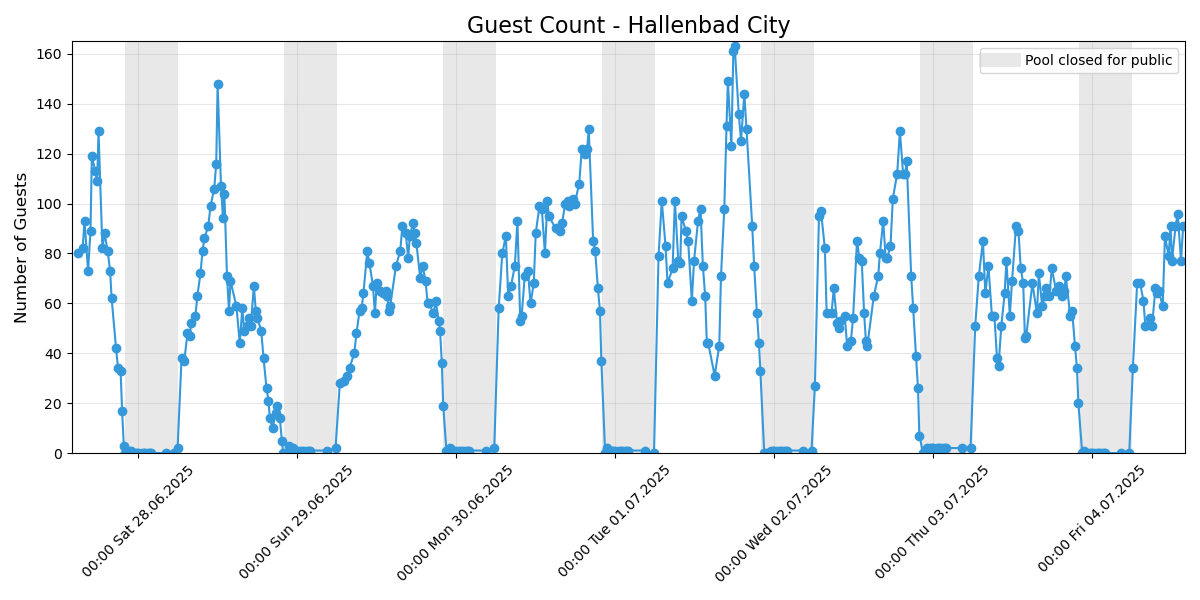 Guest Count - Hallenbad City
Pool closed for public
Number of Guests
160
140
120
100
80
60
40
20
0
00:00 Sat 28.06.2025
00:00 Sun 29.06.2025
00:00 Mon 30.06.2025
00:00 Tue 01.07.2025
00:00 Wed 02.07.2025
00:00 Thu 03.07.2025
00:00 Fri 04.07.2025